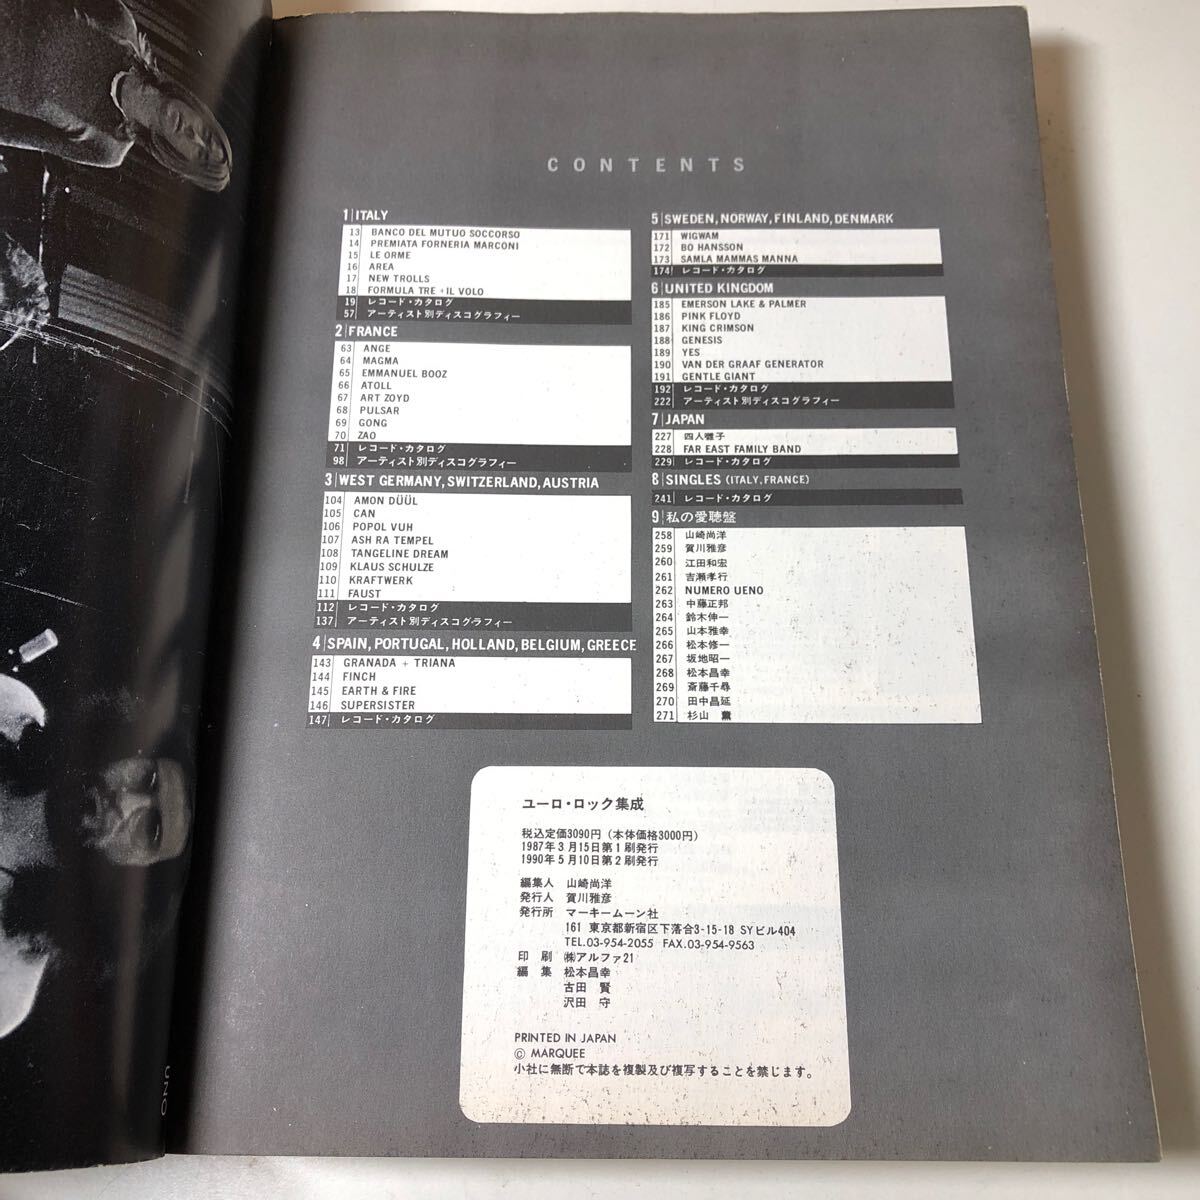 CONTENTS
1 ITALY
13 BANCO DEL MUTUO SOCCORSO
14 PREMIATA FORNERIA MARCONI
15 LE ORME
16 AREA
17 NEW TROLLS
18 FORMULA TRE +IL VOLO
19 レコード・カタログ
57 アーティスト別ディスコグラフィー
2 FRANCE
63 ANGE
64 MAGMA
65 EMMANUEL BOOZ
66 ATOLL
67 ART ZOYD
68 PULSAR
69 GONG
70 ZAO
71 レコード・カタログ
98 アーティスト別ディスコグラフィー
3 WEST GERMANY, SWITZERLAND, AUSTRIA
104 AMON DÜÜL
105 CAN
106 POPOL VUH
107 ASH RA TEMPEL
108 TANGELINE DREAM
109 KLAUS SCHULZE
110 KRAFTWERK
111 FAUST
112 レコード・カタログ
137 アーティスト別ディスコグラフィー
4 SPAIN, PORTUGAL, HOLLAND, BELGIUM, GREECE
143 GRANADA + TRIANA
144 FINCH
145 EARTH & FIRE
146 SUPERSISTER
147 レコード・カタログ
5 SWEDEN, NORWAY, FINLAND, DENMARK
171 WIGWAM
172 BO HANSSON
173 SAMLA MAMMAS MANNA
174 レコード・カタログ
6 UNITED KINGDOM
185 EMERSON LAKE & PALMER
186 PINK FLOYD
187 KING CRIMSON
188 GENESIS
189 YES
190 VAN DER GRAAF GENERATOR
191 GENTLE GIANT
192 レコード・カタログ
222 アーティスト別ディスコグラフィー
7 JAPAN
227 四人囃子
228 FAR EAST FAMILY BAND
229 レコード・カタログ
8 SINGLES (ITALY, FRANCE)
241 レコード・カタログ
9 私の愛聴盤
258 山崎尚洋
259 賀川雅彦
260 江田和宏
261 吉瀬孝行
262 NUMERO UENO
263 中藤正邦
264 鈴木伸一
265 山本雅幸
266 松本修一
267 坂地昭一
268 松本昌幸
269 斎藤千尋
270 田中昌延
271 杉山 薫
ユーロ・ロック集成
税込定価3090円(本体価格3000円)
1987年3月15日第1刷発行
1990年5月10日第2刷発行
編集人 山崎尚洋
発行人 賀川雅彦
発行所 マーキームーン社
161 東京都新宿区下落合3-15-18 SYビル404
TEL.03-954-2055 FAX.03-954-9563
印 刷 ㈱アルファ21
編 集 松本昌幸
古田 賢
沢田 守
PRINTED IN JAPAN
© MARQUEE
小社に無断で本誌を複製及び複写することを禁じます。
UNO